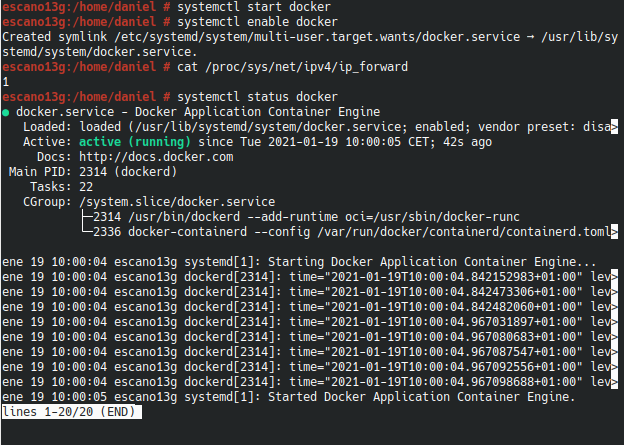 escano13g:/home/daniel # systemctl start docker
escano13g:/home/daniel # systemctl enable docker
Created symlink /etc/systemd/system/multi-user.target.wants/docker.service → /usr/lib/sy
stemd/system/docker.service.
escano13g:/home/daniel # cat /proc/sys/net/ipv4/ip_forward
1
escano13g:/home/daniel # systemctl status docker
● docker.service - Docker Application Container Engine
Loaded: loaded (/usr/lib/systemd/system/docker.service; enabled; vendor preset: disa>
Active: active (running) since Tue 2021-01-19 10:00:05 CET; 42s ago
Docs: http://docs.docker.com
Main PID: 2314 (dockerd)
Tasks: 22
CGroup: /system.slice/docker.service
├─2314 /usr/bin/dockerd --add-runtime oci=/usr/sbin/docker-runc
└─2336 docker-containerd --config /var/run/docker/containerd/containerd.toml>
ene 19 10:00:04 escano13g systemd[1]: Starting Docker Application Container Engine...
ene 19 10:00:04 escano13g dockerd[2314]: time="2021-01-19T10:00:04.842152983+01:00" lev>
ene 19 10:00:04 escano13g dockerd[2314]: time="2021-01-19T10:00:04.842473306+01:00" lev>
ene 19 10:00:04 escano13g dockerd[2314]: time="2021-01-19T10:00:04.842482060+01:00" lev>
ene 19 10:00:04 escano13g dockerd[2314]: time="2021-01-19T10:00:04.967031897+01:00" lev>
ene 19 10:00:04 escano13g dockerd[2314]: time="2021-01-19T10:00:04.967080683+01:00" lev>
ene 19 10:00:04 escano13g dockerd[2314]: time="2021-01-19T10:00:04.967087547+01:00" lev>
ene 19 10:00:04 escano13g dockerd[2314]: time="2021-01-19T10:00:04.967092556+01:00" lev>
ene 19 10:00:04 escano13g dockerd[2314]: time="2021-01-19T10:00:04.967098688+01:00" lev>
ene 19 10:00:05 escano13g systemd[1]: Started Docker Application Container Engine.
lines 1-20/20 (END)